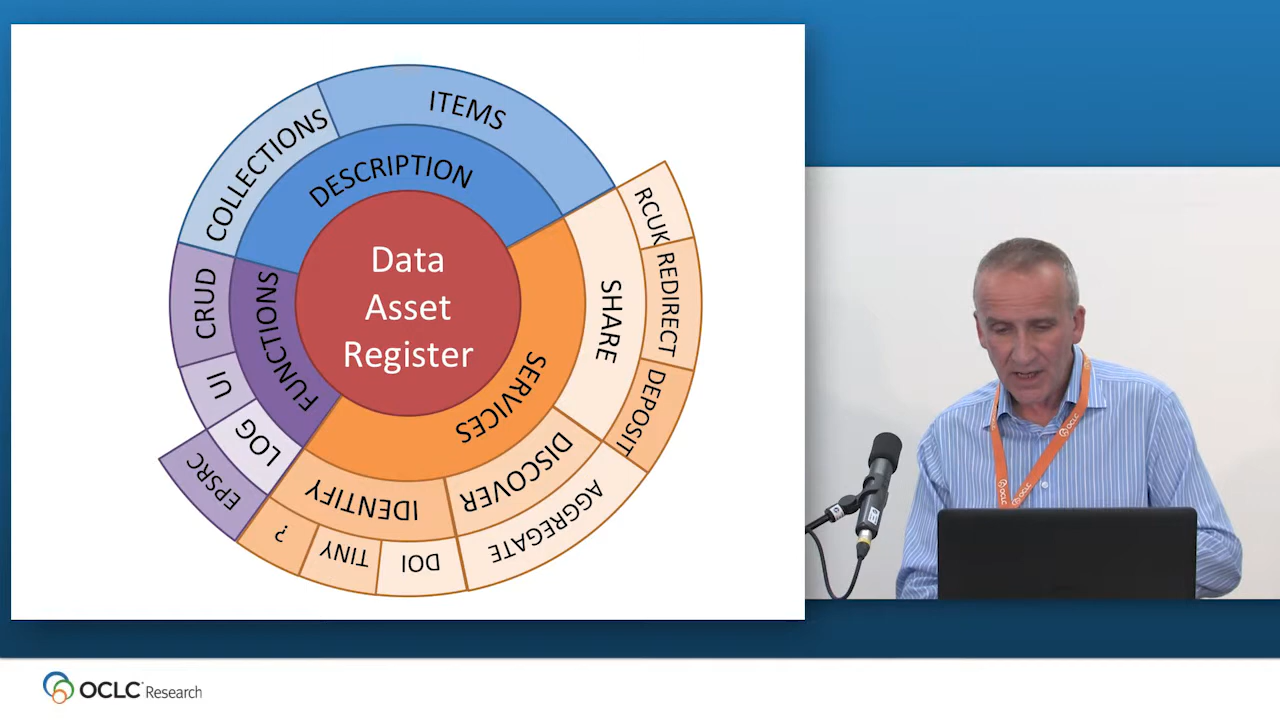 ITEMS
COLLECTIONS
DESCRIPTION
Data
Asset
Register
FUNCTIONS
CRUD
UI
LOG
EPSRC
SERVICES
SHARE
RCUK
REDIRECT
DEPOSIT
DISCOVER
AGGREGATE
IDENTIFY
DOI
TINY
?
OCLC
OCLC Research